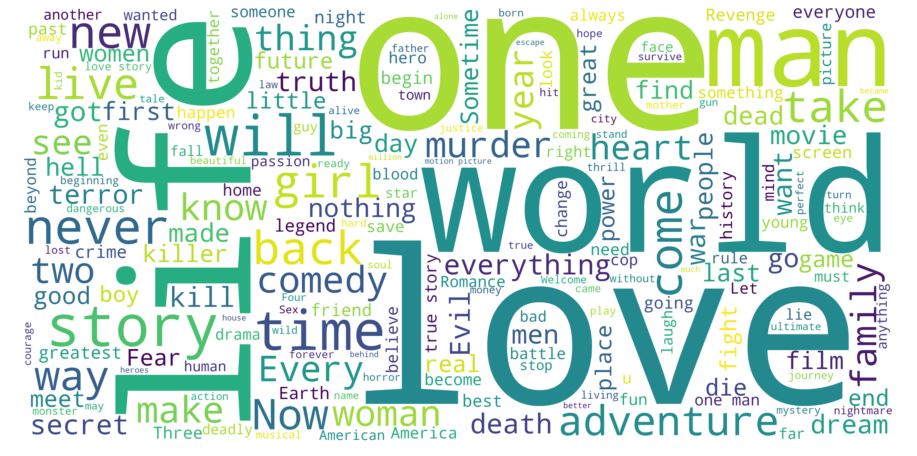 another
wanted
someone
night
always
born
alone
Revenge
everyone
past
away
new
run
women
love story
kid
tale
keep
thing
future
together
father
hero
begin
town
law
one
Sometime
year
escape
look
hit
hope
great
face
survive
picture
man
find
something
gun
mother
became
city
dead
take
live
got
first
happen
truth
little
alive
justice
wrong
guy
see
even
fall
will
big
day
murder
coming
right
stand
heart
movie
screen
hell
beginning
beautiful
passion
ready
million
motion picture
thrill
beyond
terror
dangerous
home
girl
blood
star
world
change
power
people
war
history
mind
want
perfect
turn
think
eye
young
life
know
nothing
legend
save
hard
never
made
lost
crime
killer
back
true
need
cop
without
come
rule
much
last
go
game
must
Let
two
good
boy
kill
house
comedy
soul
everything
Romance
money
Welcome
came
going
laugh
true story
Evil
love
story
drama
Four
Sex
friend
time
wild
believe
courage
greatest
Fear
human
heroes
forever
behind
horror
bad
men
battle
stop
place
play
fight
lie
ultimate
family
anything
film
journey
way
meet
monster
may
make
action
Every
Earth
name
real
become
living
better
u
fun
die
one man
mystery
end
nightmare
secret
Three
deadly
musical
Now
woman
American
America
best
death
adventure
far
dream